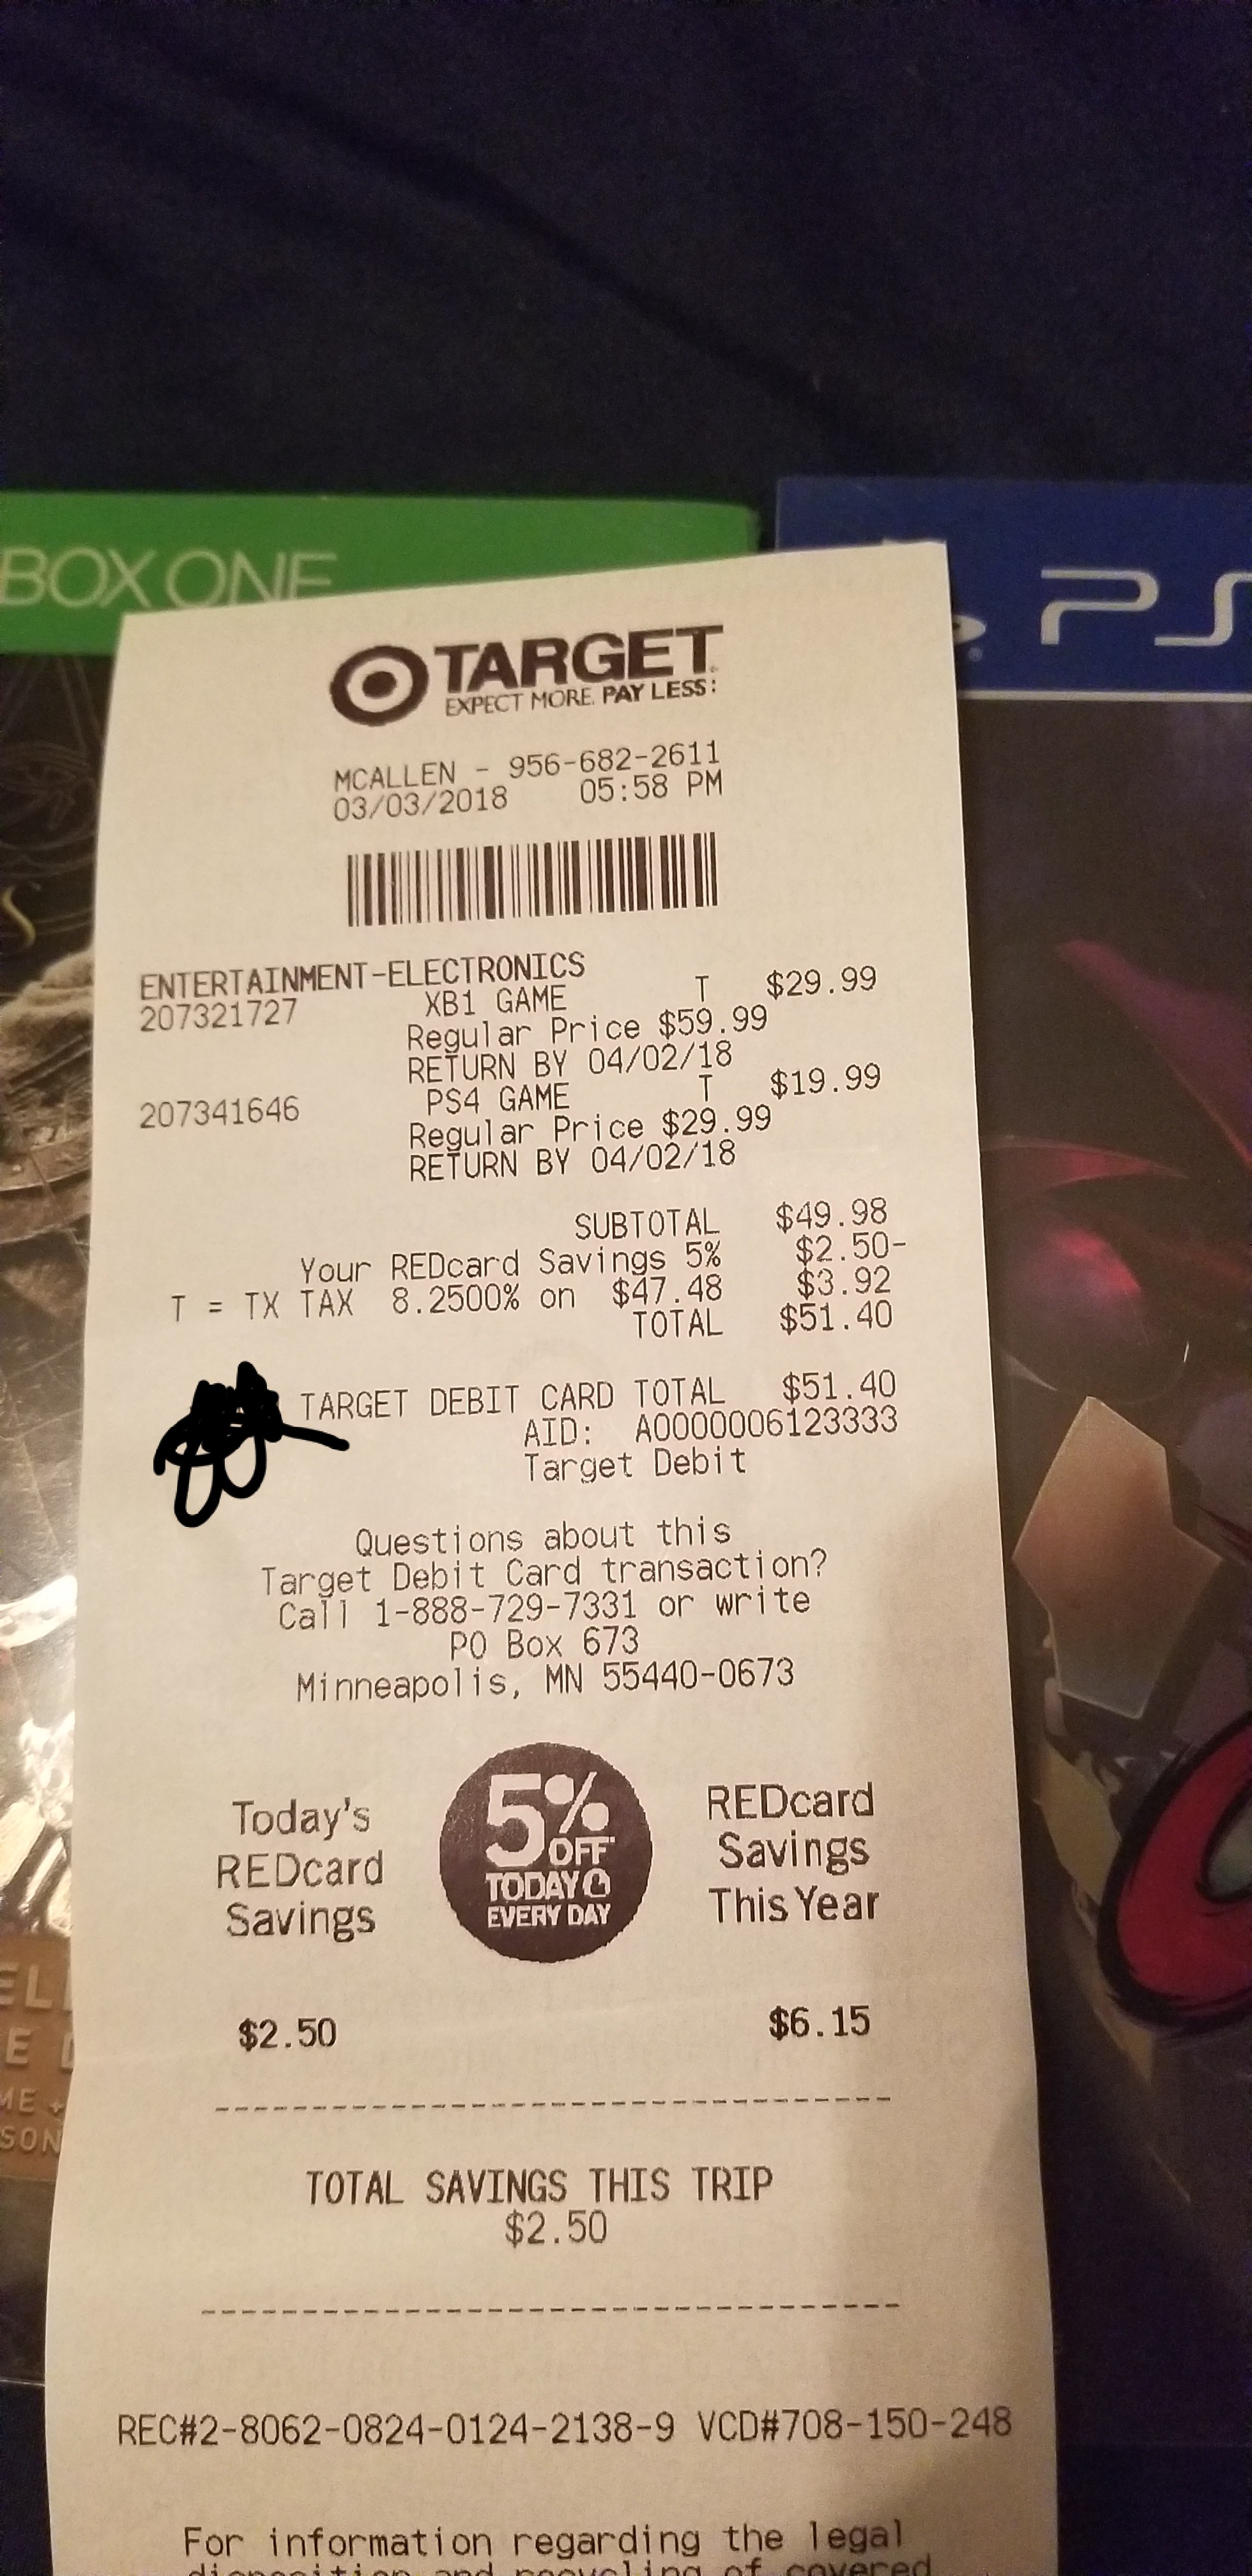 BOX ONE
PS
TARGET
EXPECT MORE. PAY LESS.
MCALLEN - 956-682-2611
03/03/2018 05:58 PM
ENTERTAINMENT-ELECTRONICS
207321727 XB1 GAME T $29.99
Regular Price $59.99
RETURN BY 04/02/18
207341646 PS4 GAME T $19.99
Regular Price $29.99
RETURN BY 04/02/18
SUBTOTAL $49.98
Your REDcard Savings 5% $2.50-
T = TX TAX 8.2500% on $47.48 $3.92
TOTAL $51.40
TARGET DEBIT CARD TOTAL $51.40
AID: A0000006123333
Target Debit
Questions about this
Target Debit Card transaction?
Call 1-888-729-7331 or write
PO Box 673
Minneapolis, MN 55440-0673
Today's
REDcard
Savings
5%
OFF
TODAY &
EVERY DAY
REDcard
Savings
This Year
$2.50 $6.15
TOTAL SAVINGS THIS TRIP
$2.50
REC#2-8062-0824-0124-2138-9 VCD#708-150-248
For information regarding the legal
disposition and recycling of covered